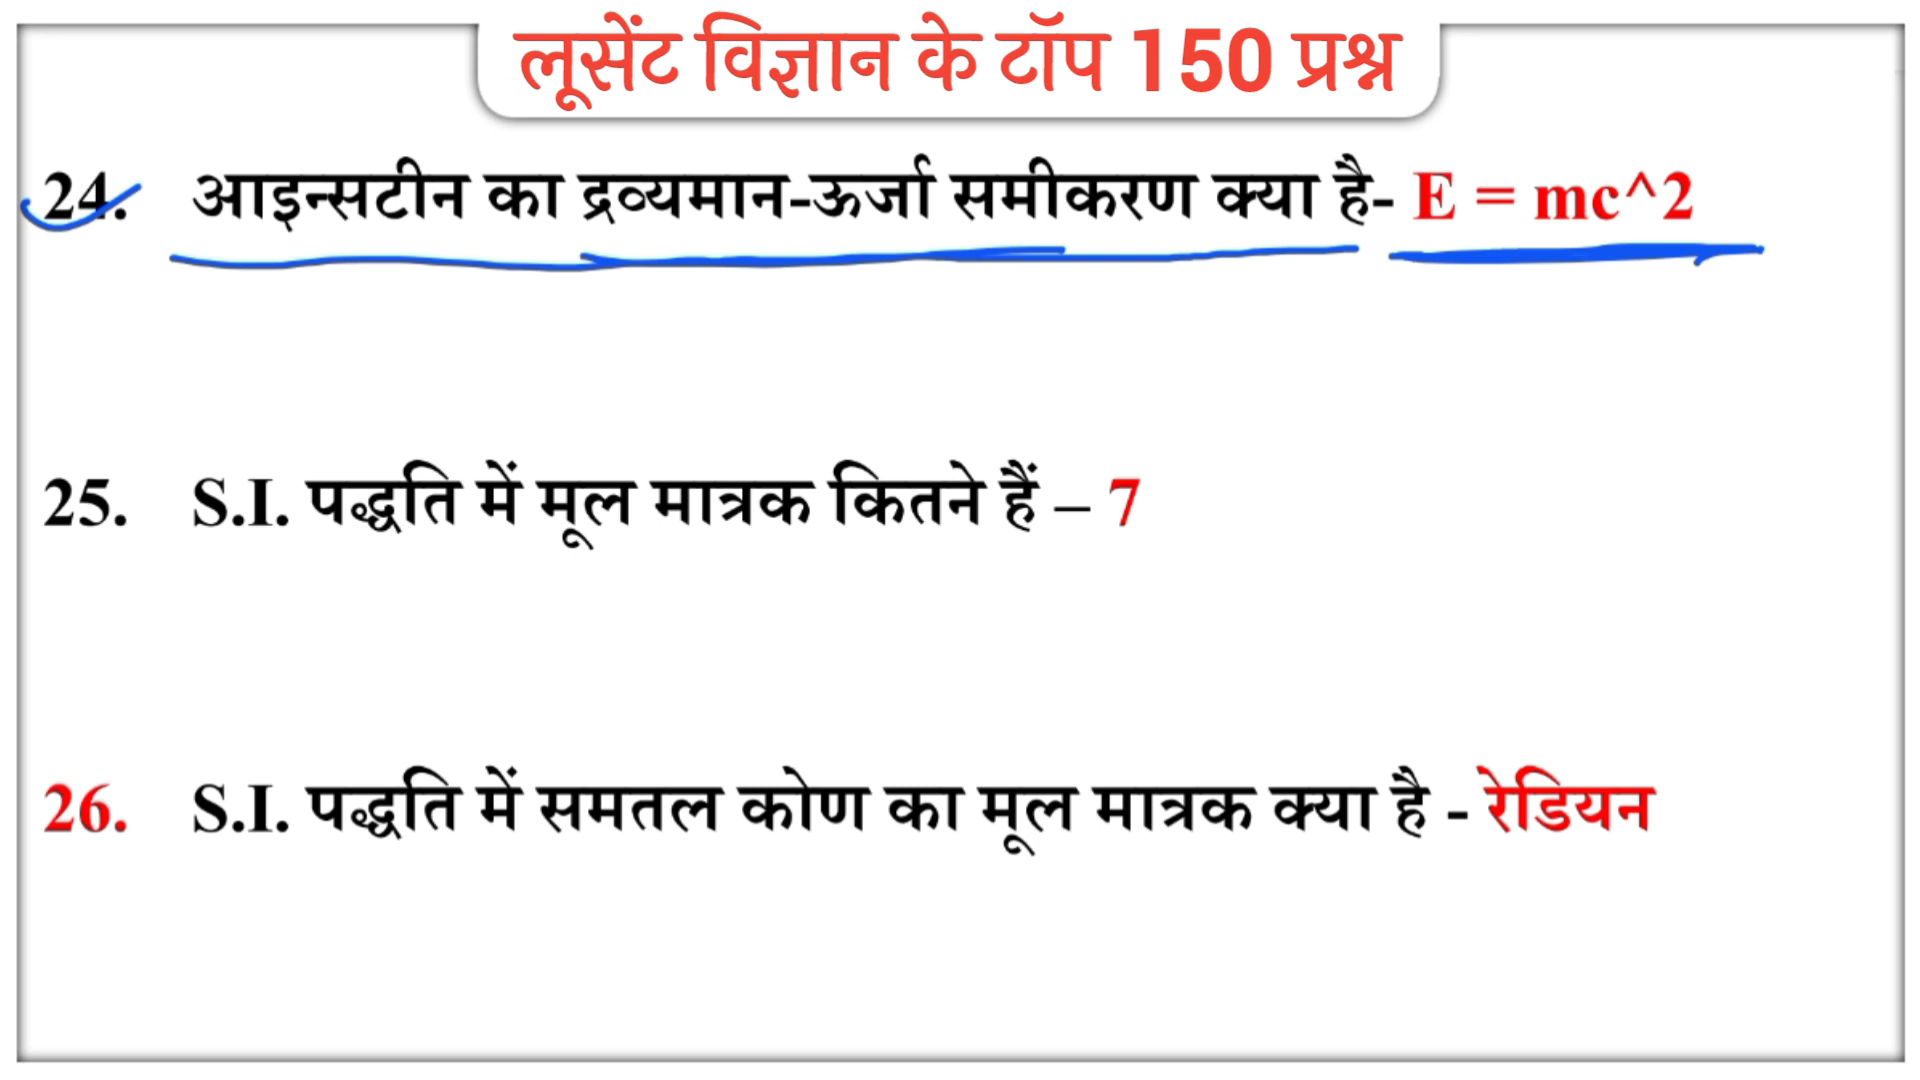 लूसेंट विज्ञान के टॉप 150 प्रश्न
24. आइन्सटीन का द्रव्यमान-ऊर्जा समीकरण क्या है- E = mc^2
25. S.I. पद्धति में मूल मात्रक कितने हैं – 7
26. S.I. पद्धति में समतल कोण का मूल मात्रक क्या है - रेडियन